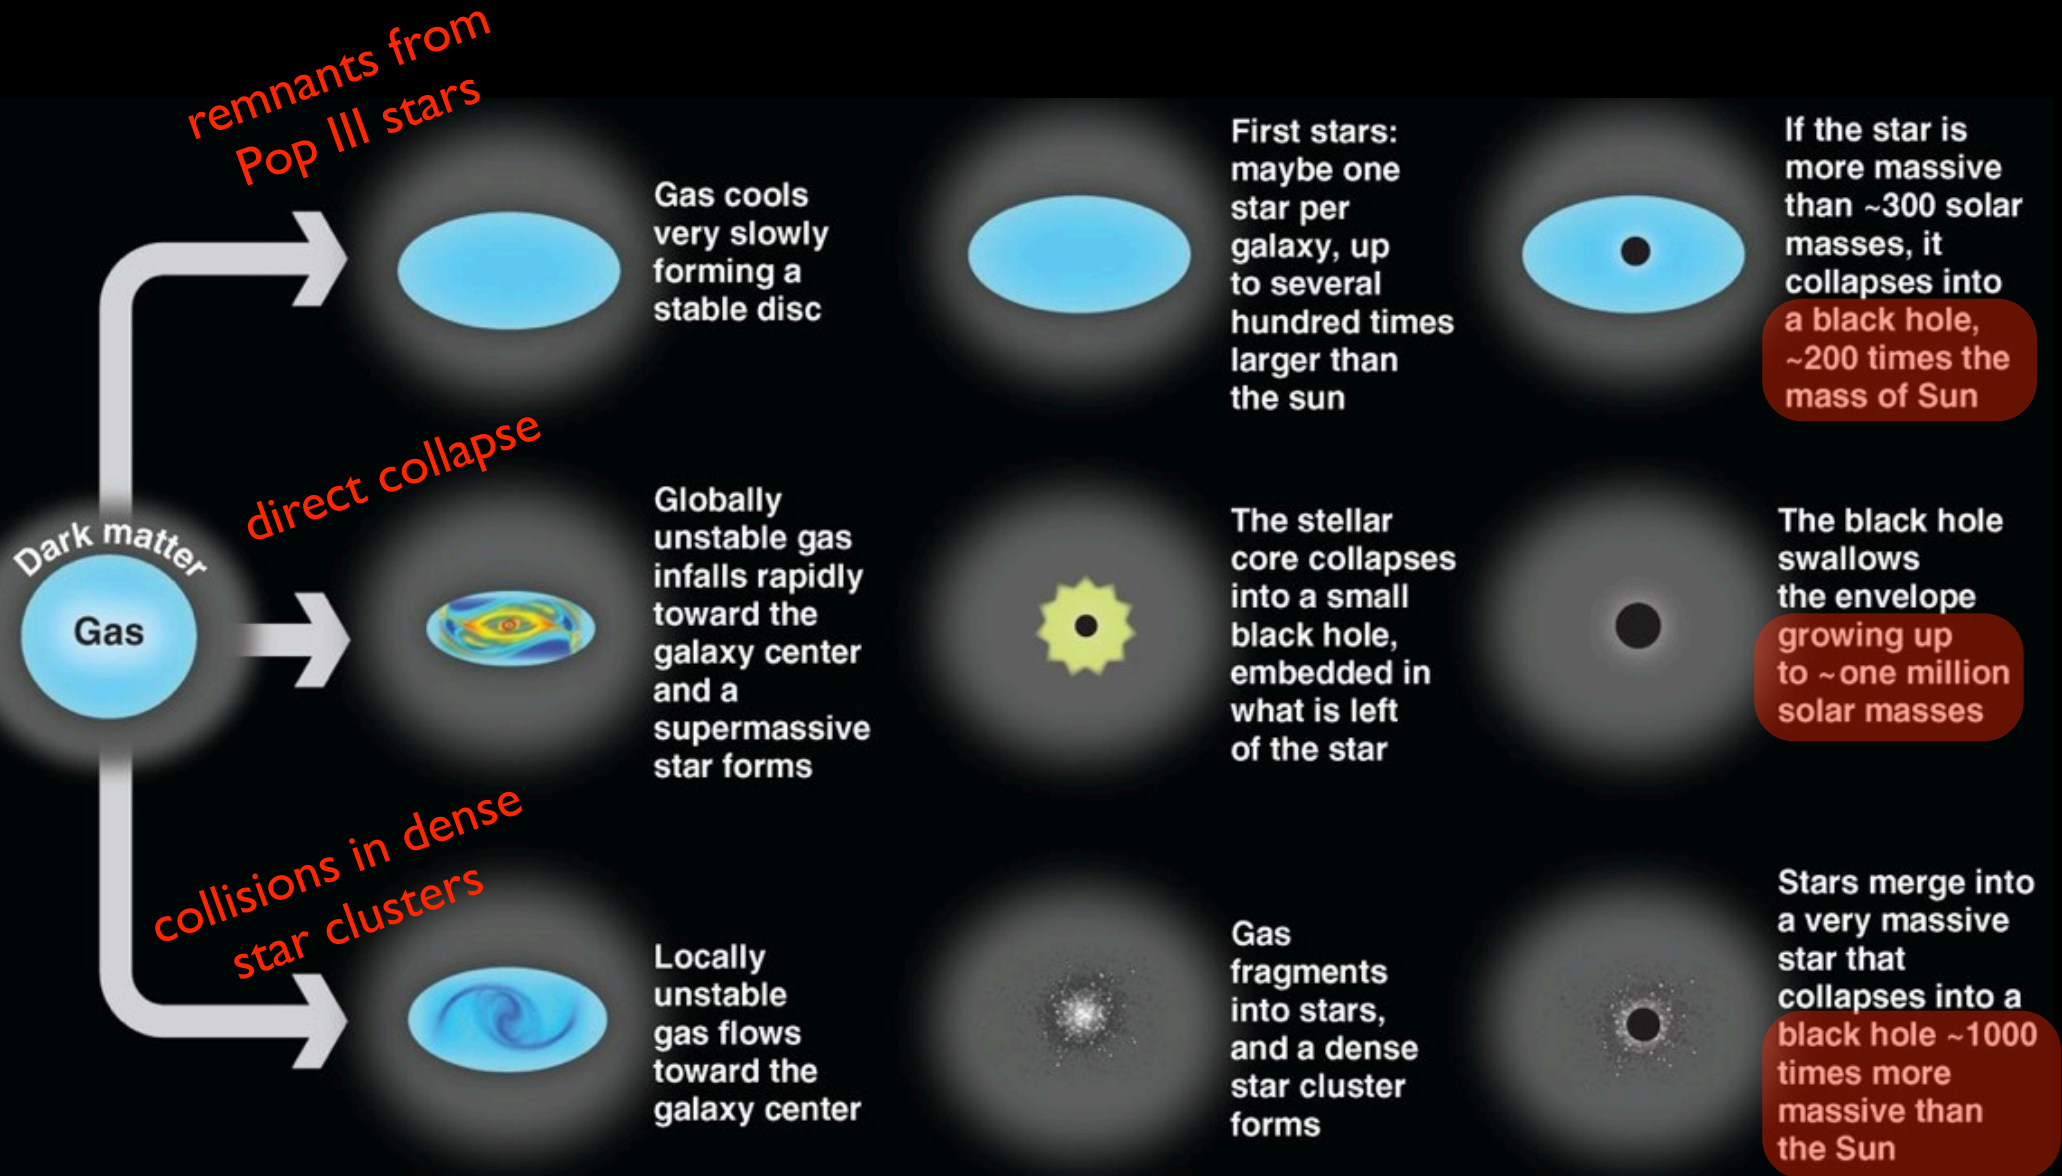 remnants from
Pop III stars
Gas cools
very slowly
forming a
stable disc
First stars:
maybe one
star per
galaxy, up
to several
hundred times
larger than
the sun
If the star is
more massive
than ~300 solar
masses, it
collapses into
a black hole,
~200 times the
mass of Sun
Dark matter
Gas
direct collapse
Globally
unstable gas
infalls rapidly
toward the
galaxy center
and a
supermassive
star forms
The stellar
core collapses
into a small
black hole,
embedded in
what is left
of the star
The black hole
swallows
the envelope
growing up
to ~one million
solar masses
collisions in dense
star clusters
Locally
unstable
gas flows
toward the
galaxy center
Gas
fragments
into stars,
and a dense
star cluster
forms
Stars merge into
a very massive
star that
collapses into a
black hole ~1000
times more
massive than
the Sun